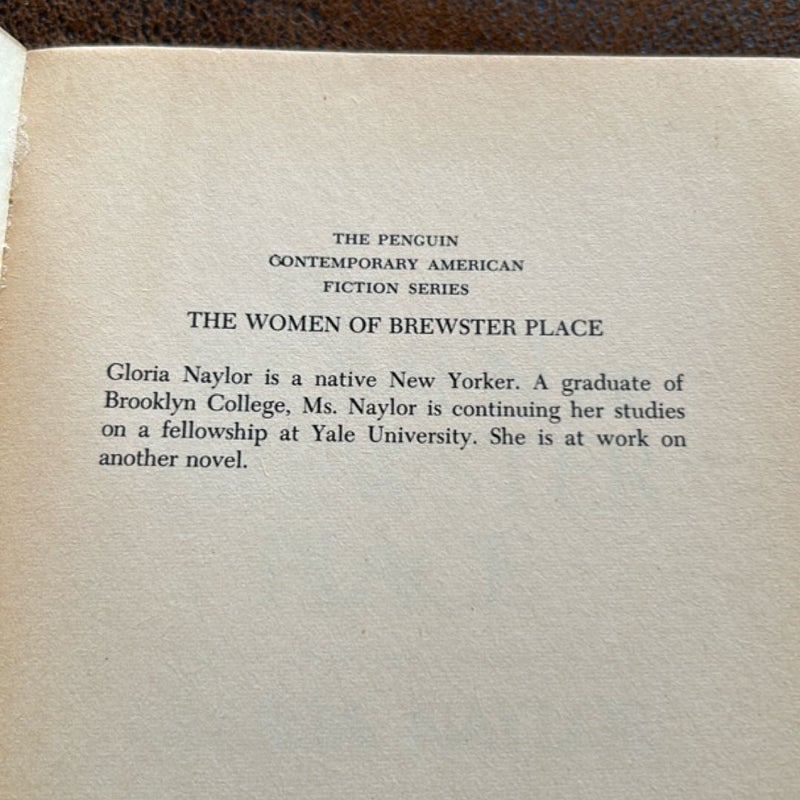 THE PENGUIN
CONTEMPORARY AMERICAN
FICTION SERIES
THE WOMEN OF BREWSTER PLACE
Gloria Naylor is a native New Yorker. A graduate of
Brooklyn College, Ms. Naylor is continuing her studies
on a fellowship at Yale University. She is at work on
another novel.